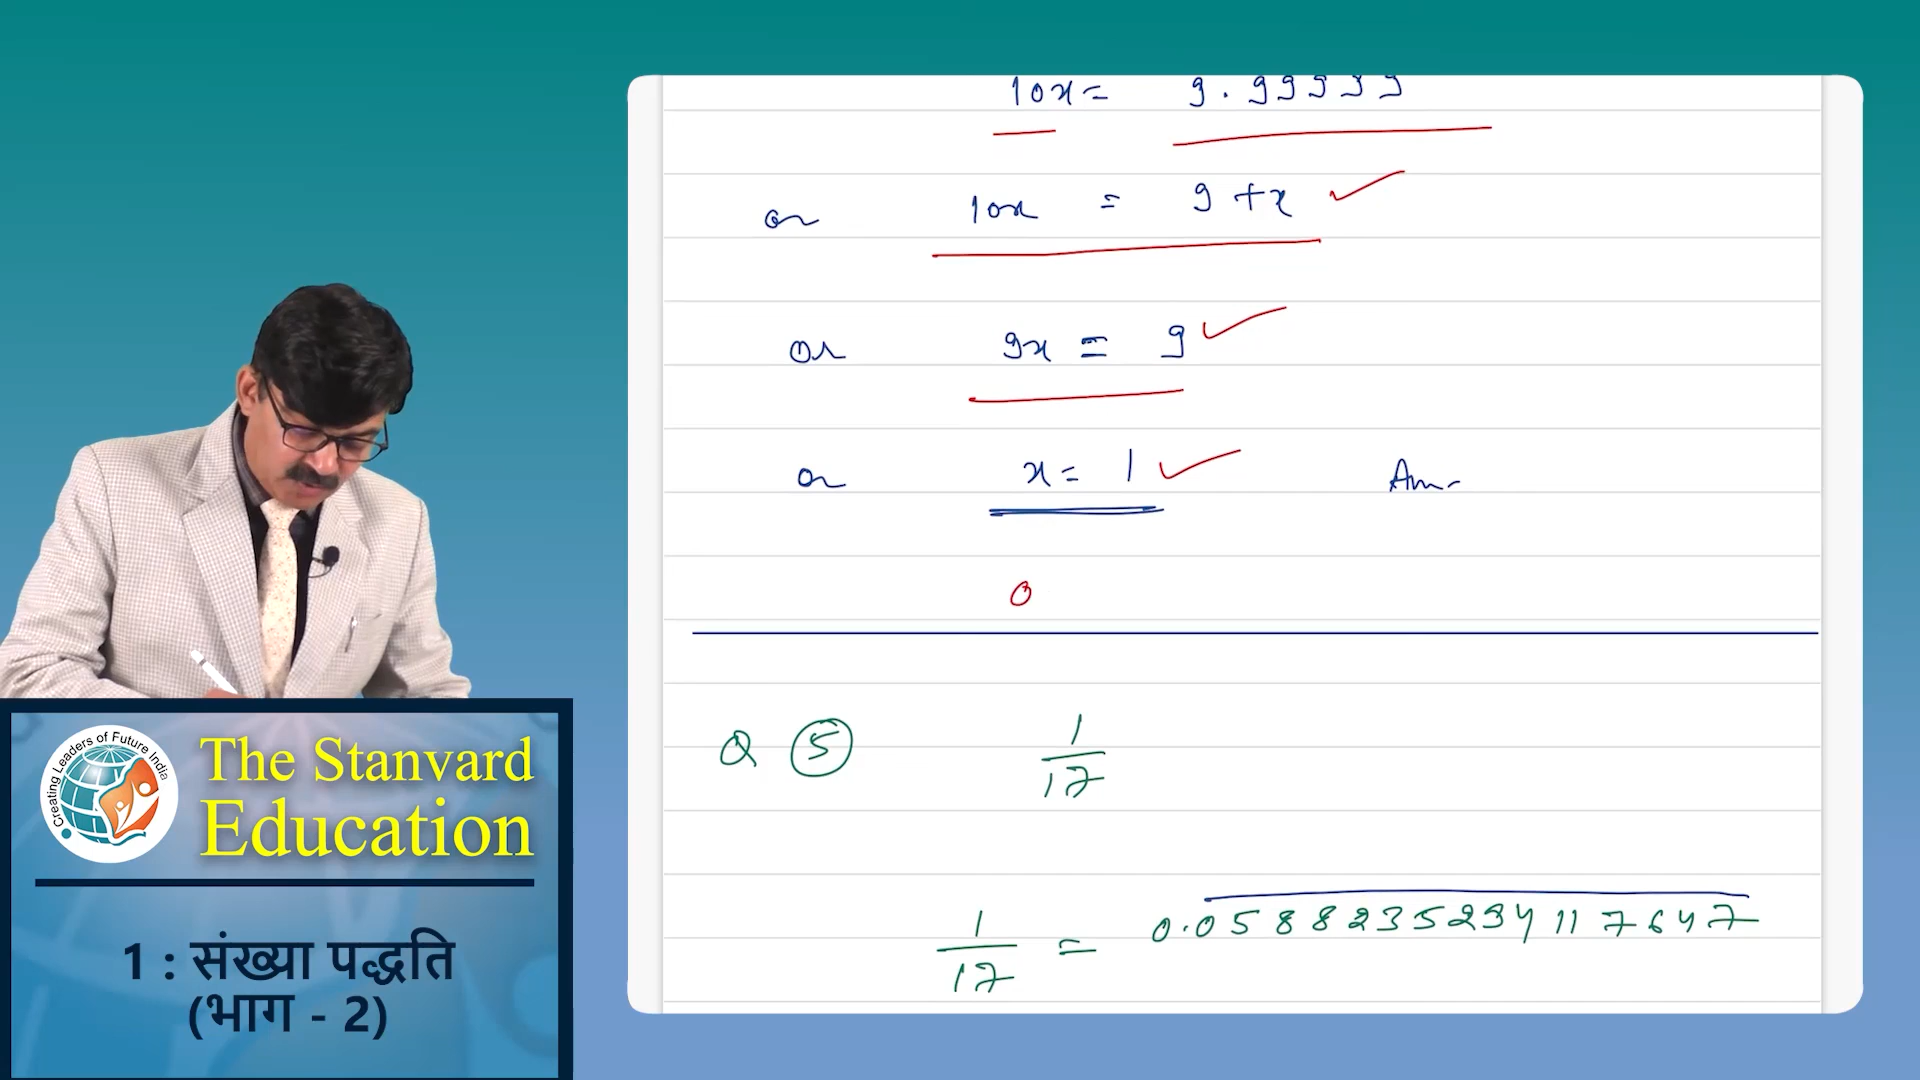 10x = 9.99999
or 10x = 9 + x ✓
or 9x = 9 ✓
or x = 1 ✓ Ans.
0
Q 5 1/17
1/17 = 0.0588235294117647
Creating Leaders of Future India
The Stanvard
Education
1 : संख्या पद्धति
(भाग - 2)